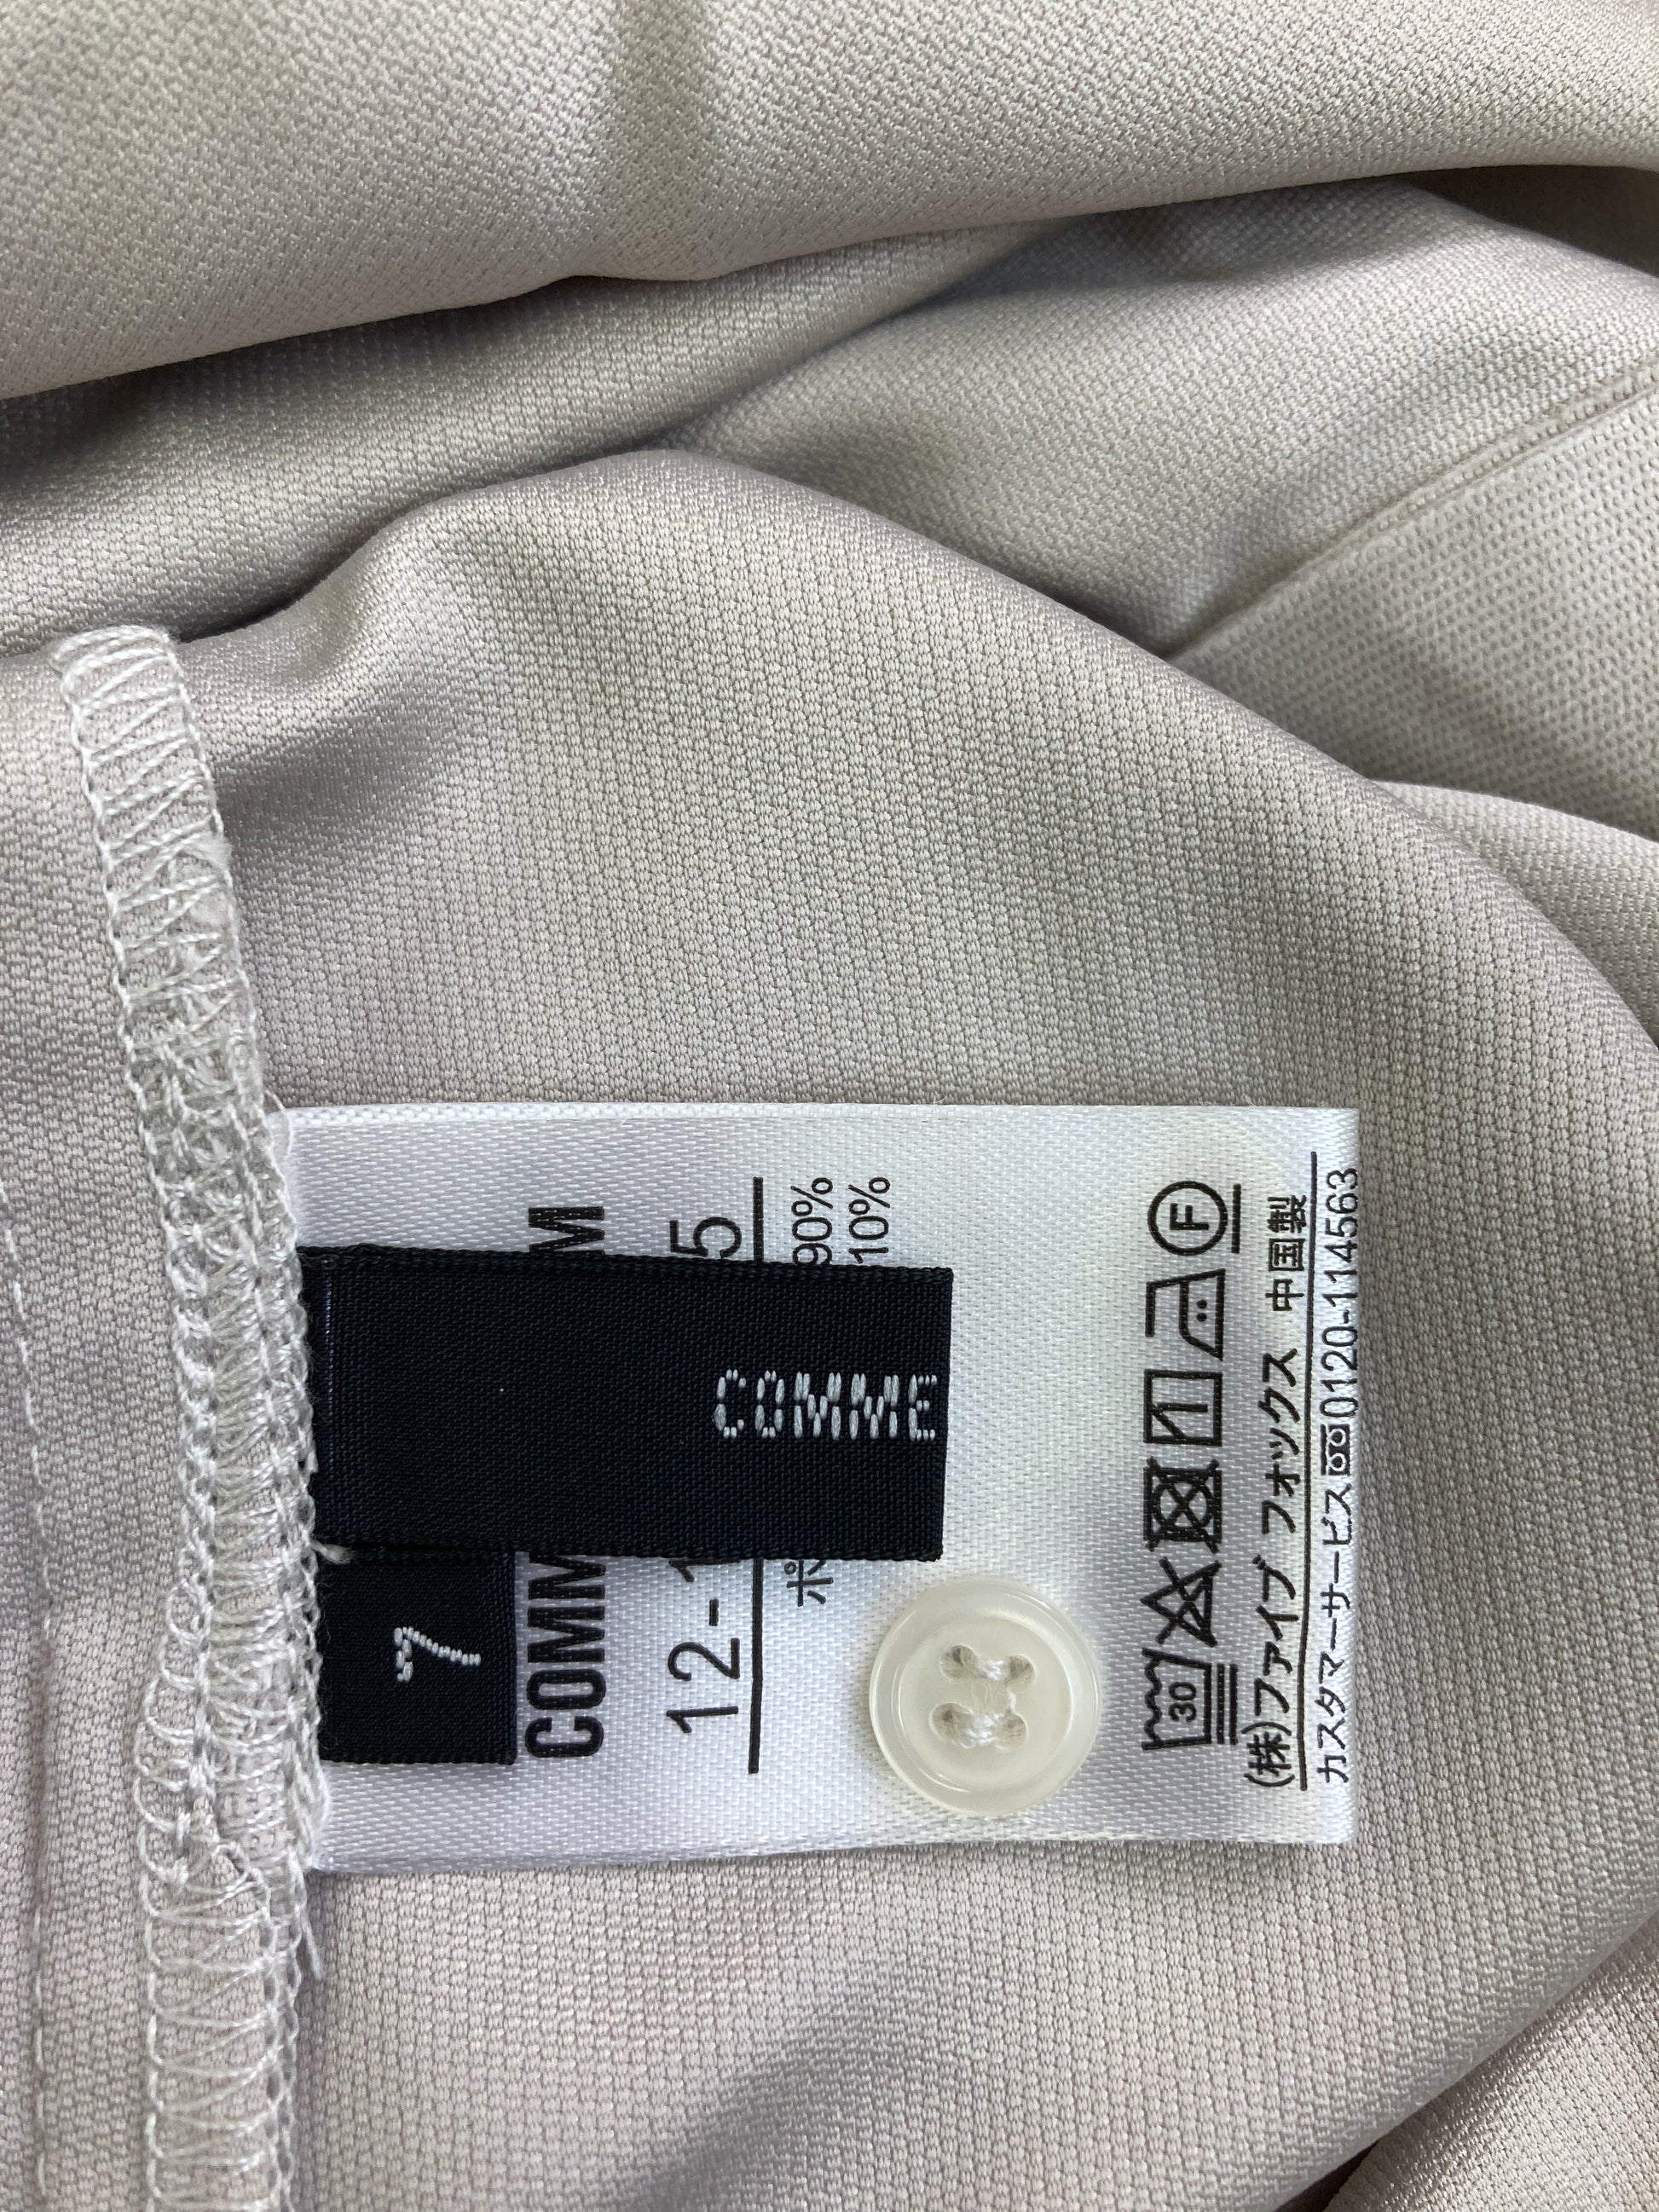 COMME
7
COMM M
12-1 5
ポ 90%
10%
30
F
(株)ファイブ フォックス 中国製
カスタマーサービス 0120-114563